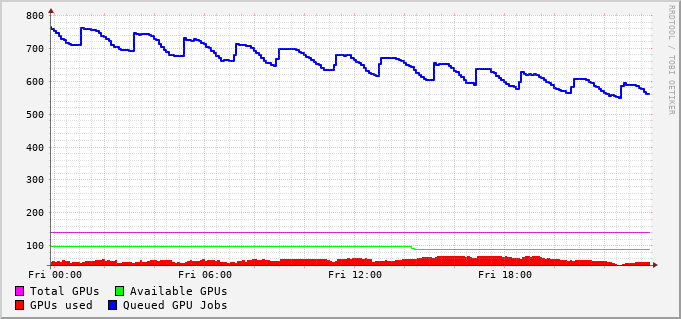 RRDTOOL / TOBI OETIKER
800
700
600
500
400
300
200
100
Fri 00:00 Fri 06:00 Fri 12:00 Fri 18:00
Total GPUs Available GPUs
GPUs used Queued GPU Jobs